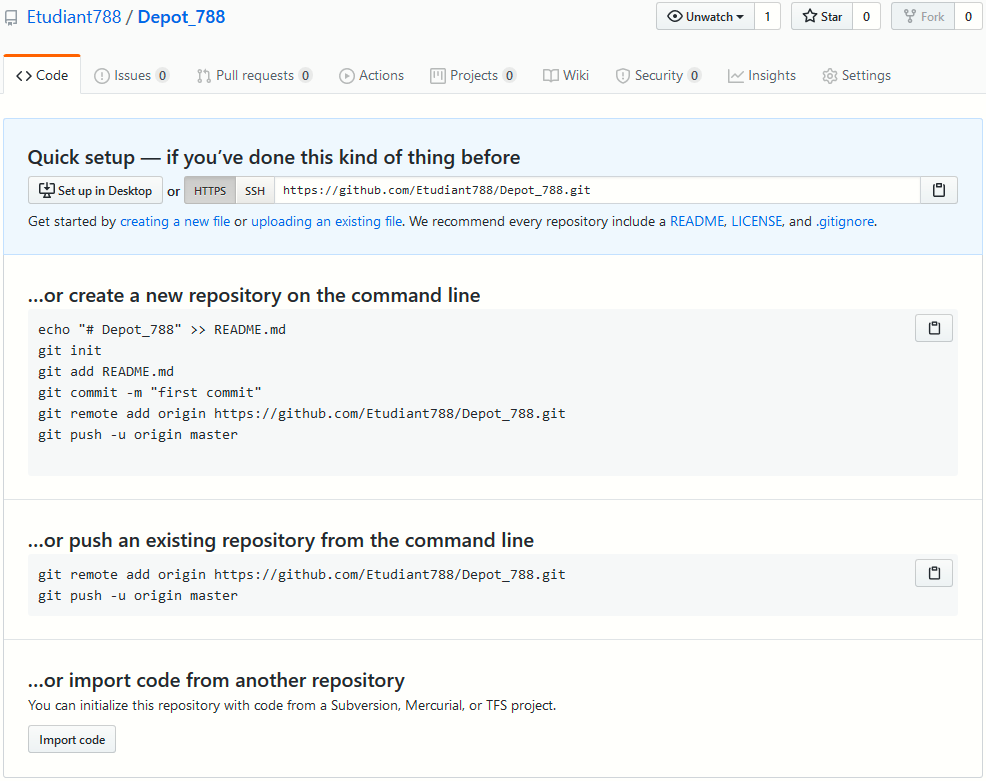 Etudiant788 / Depot_788
Unwatch 1 Star 0 Fork 0
Code Issues 0 Pull requests 0 Actions Projects 0 Wiki Security 0 Insights Settings
Quick setup — if you’ve done this kind of thing before
Set up in Desktop or HTTPS SSH https://github.com/Etudiant788/Depot_788.git
Get started by creating a new file or uploading an existing file. We recommend every repository include a README, LICENSE, and .gitignore.
…or create a new repository on the command line
echo "# Depot_788" >> README.md
git init
git add README.md
git commit -m "first commit"
git remote add origin https://github.com/Etudiant788/Depot_788.git
git push -u origin master
…or push an existing repository from the command line
git remote add origin https://github.com/Etudiant788/Depot_788.git
git push -u origin master
…or import code from another repository
You can initialize this repository with code from a Subversion, Mercurial, or TFS project.
Import code